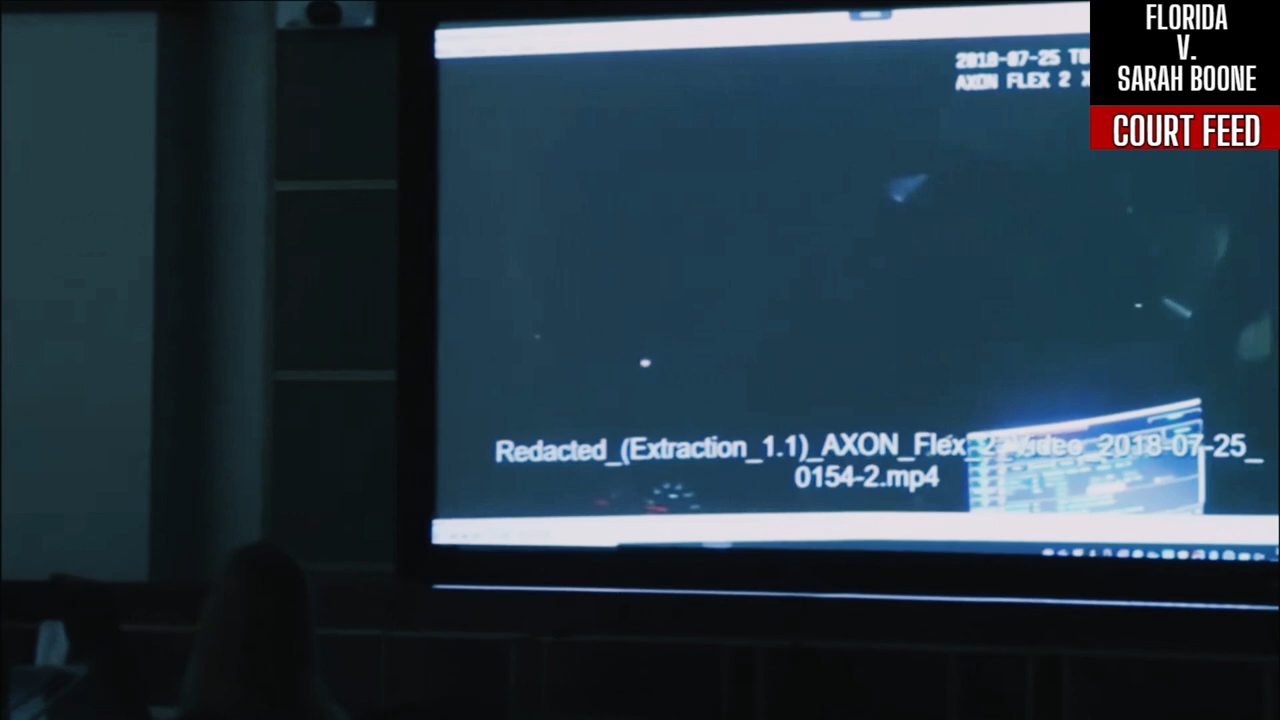 FLORIDA
V.
SARAH BOONE
COURT FEED
2018-07-25
AXON FLEX 2
Redacted_(Extraction_1.1)_AXON_Flex_2_Video_2018-07-25_
0154-2.mp4